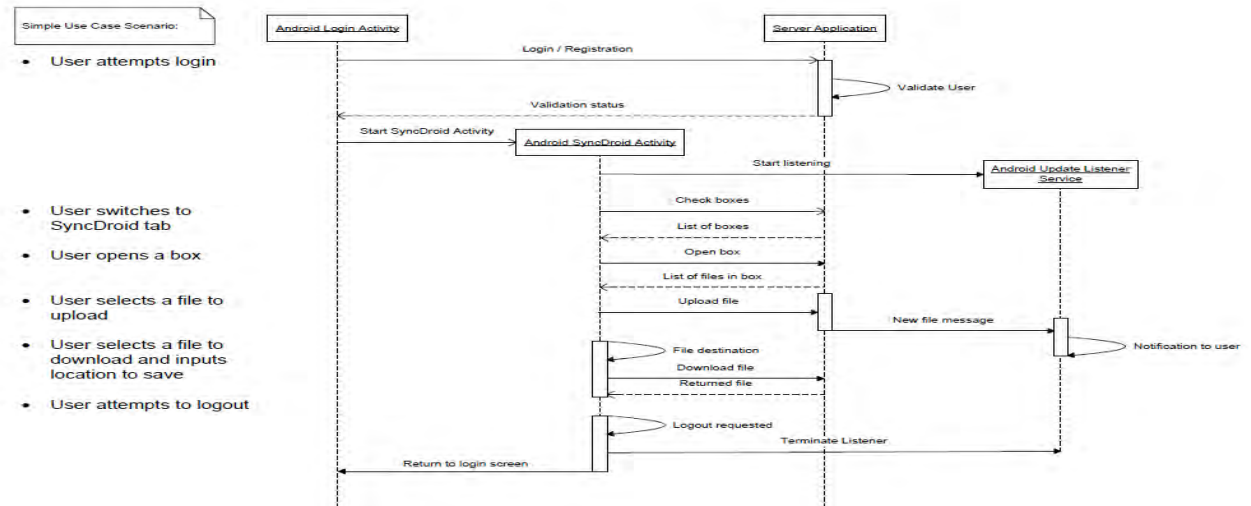 Simple Use Case Scenario:
Android Login Activity
Server Application
Login / Registration
• User attempts login
Validate User
Validation status
Start SyncDroid Activity
Android SyncDroid Activity
Start listening
Android Update Listener
Service
Check boxes
• User switches to
SyncDroid tab
List of boxes
• User opens a box
Open box
List of files in box
• User selects a file to
upload
Upload file
New file message
• User selects a file to
download and inputs
location to save
File destination
Notification to user
Download file
Returned file
• User attempts to logout
Logout requested
Terminate Listener
Return to login screen